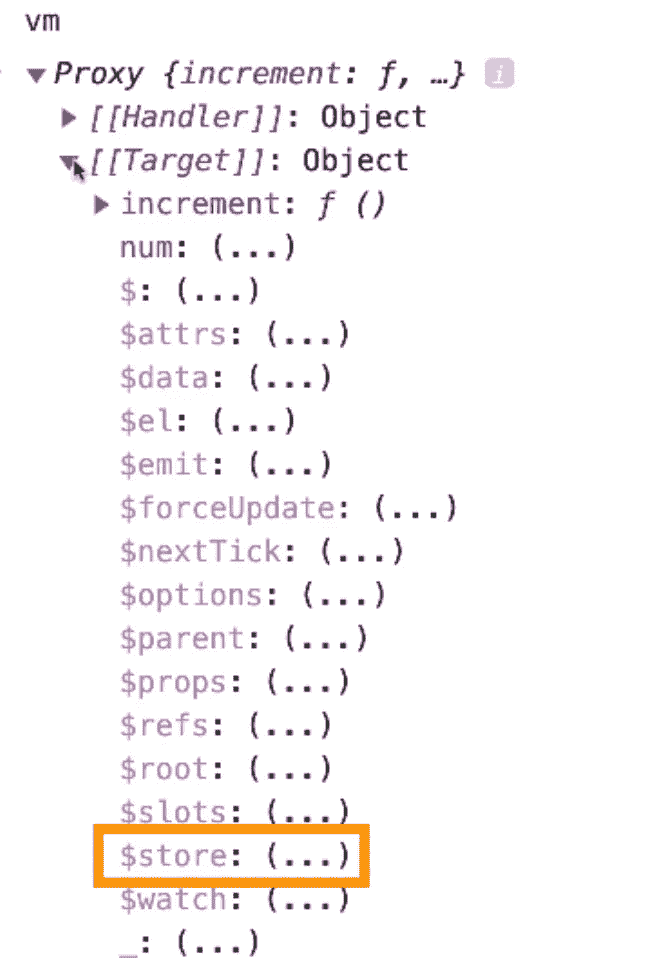 vm
Proxy {increment: ƒ, …} i
[[Handler]]: Object
[[Target]]: Object
increment: ƒ ()
num: (...)
$: (...)
$attrs: (...)
$data: (...)
$el: (...)
$emit: (...)
$forceUpdate: (...)
$nextTick: (...)
$options: (...)
$parent: (...)
$props: (...)
$refs: (...)
$root: (...)
$slots: (...)
$store: (...)
$watch: (...)
_: (...)